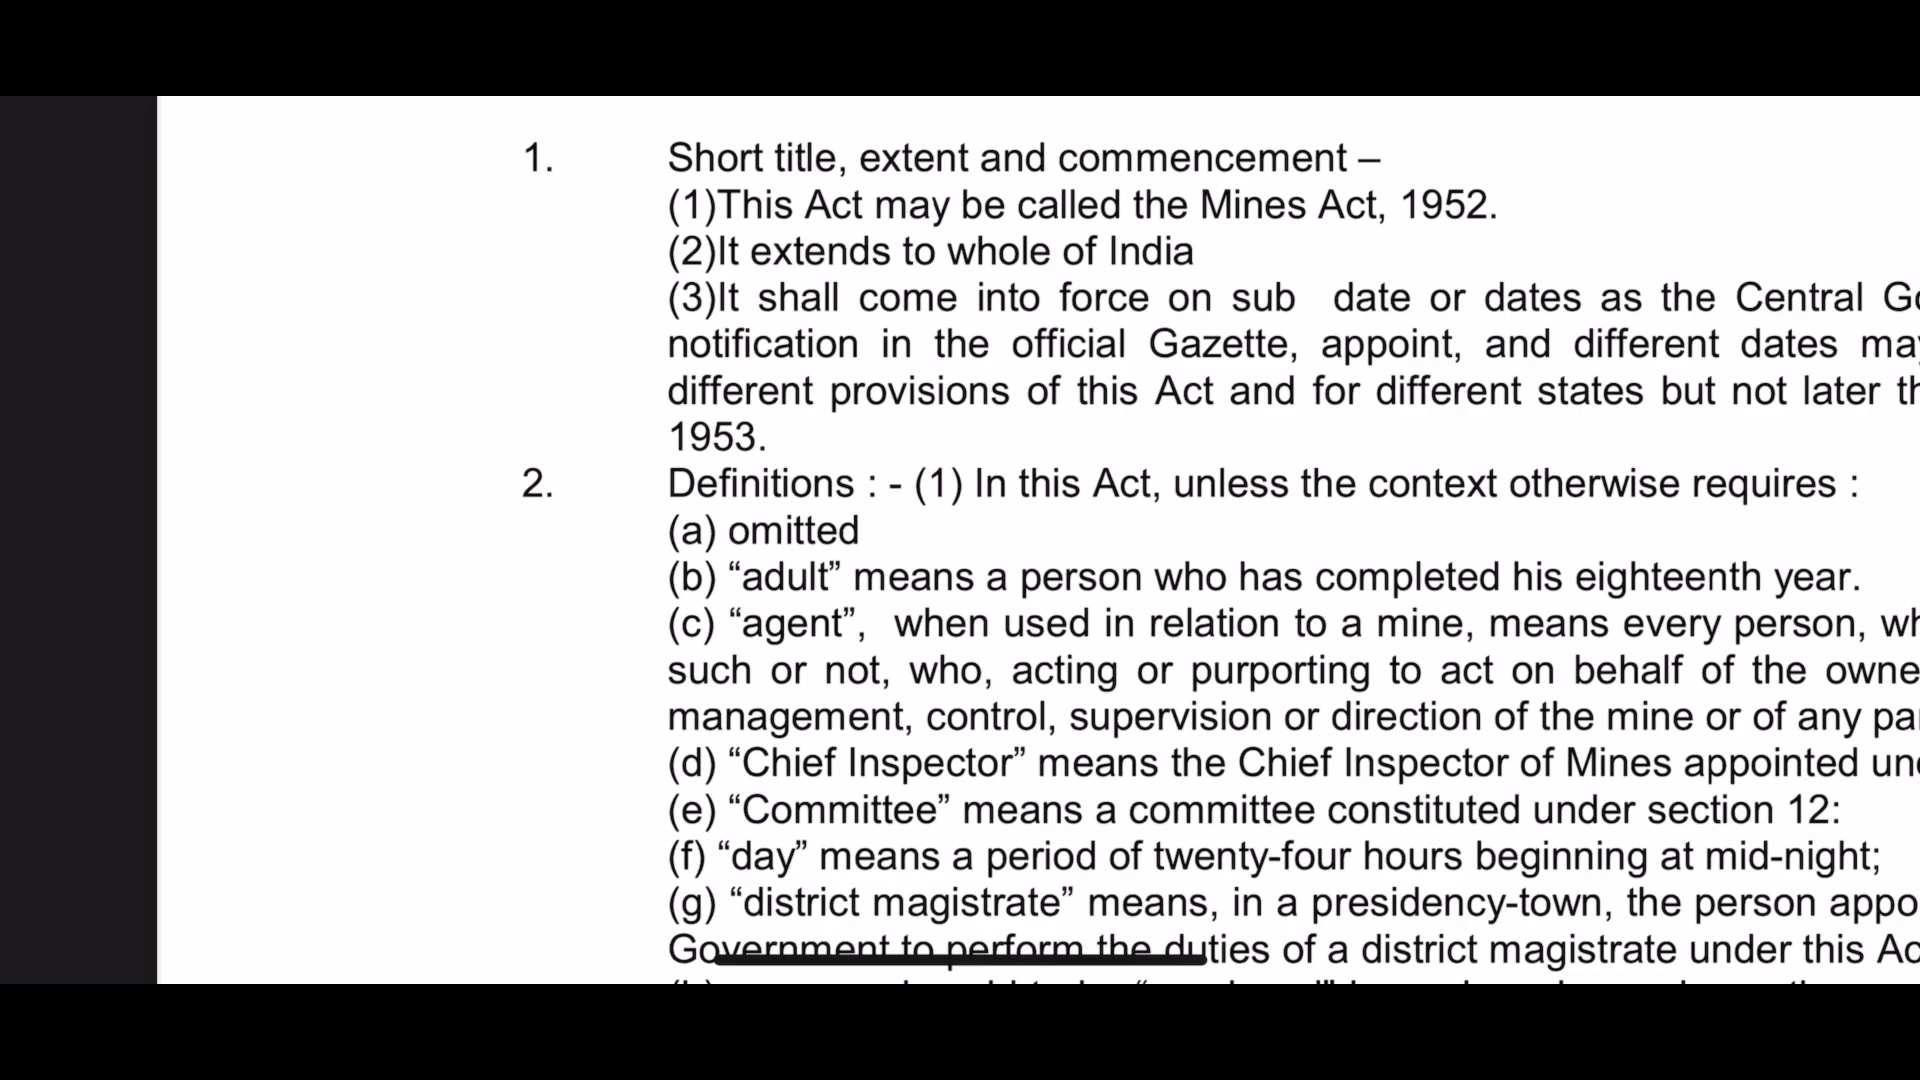 1. Short title, extent and commencement –
(1)This Act may be called the Mines Act, 1952.
(2)It extends to whole of India
(3)It shall come into force on sub date or dates as the Central
notification in the official Gazette, appoint, and different dates
different provisions of this Act and for different states but not later
1953.
2. Definitions : - (1) In this Act, unless the context otherwise requires :
(a) omitted
(b) “adult” means a person who has completed his eighteenth year.
(c) “agent”, when used in relation to a mine, means every person,
such or not, who, acting or purporting to act on behalf of the
management, control, supervision or direction of the mine or of any
(d) “Chief Inspector” means the Chief Inspector of Mines appointed
(e) “Committee” means a committee constituted under section 12:
(f) “day” means a period of twenty-four hours beginning at mid-night;
(g) “district magistrate” means, in a presidency-town, the person
Government to perform the duties of a district magistrate under this